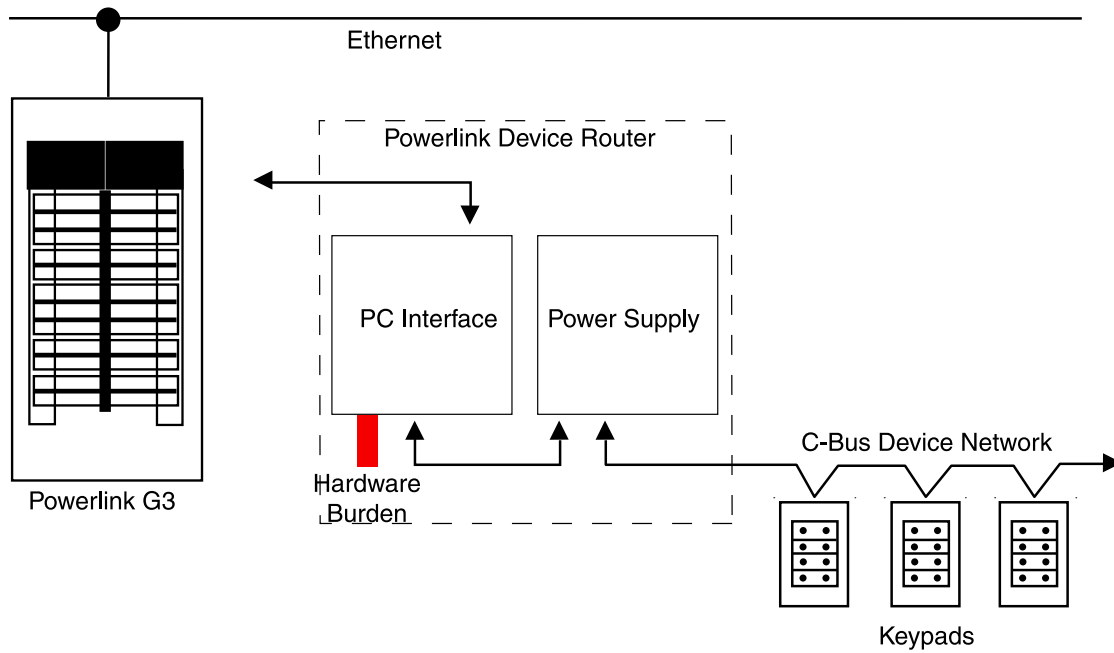 Ethernet
Powerlink Device Router
PC Interface
Power Supply
C-Bus Device Network
Hardware
Burden
Powerlink G3
Keypads